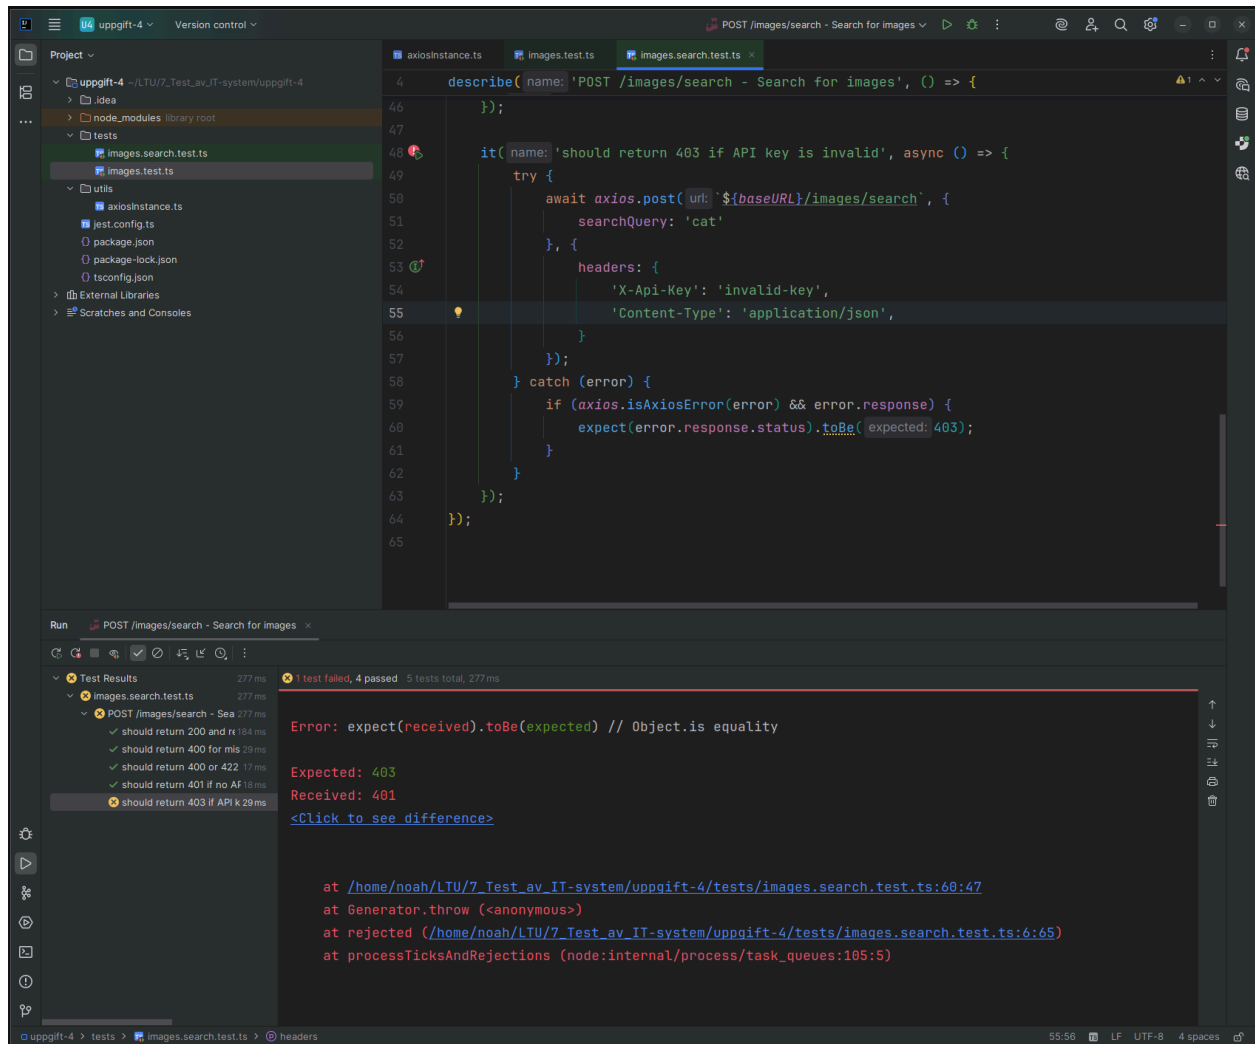 U4 uppgift-4 Version control POST /images/search - Search for images
Project
axiosInstance.ts images.test.ts images.search.test.ts
uppgift-4 ~/LTU/7_Test_av_IT-system/uppgift-4
.idea
node_modules library root
tests
images.search.test.ts
images.test.ts
utils
TS axiosInstance.ts
TS jest.config.ts
{} package.json
{} package-lock.json
{} tsconfig.json
External Libraries
Scratches and Consoles
4 describe( name: 'POST /images/search - Search for images', () => { 1
46 });
47
48 it( name: 'should return 403 if API key is invalid', async () => {
49 try {
50 await axios.post( url: `${baseURL}/images/search`, {
51 searchQuery: 'cat'
52 }, {
53 headers: {
54 'X-Api-Key': 'invalid-key',
55 'Content-Type': 'application/json',
56 }
57 });
58 } catch (error) {
59 if (axios.isAxiosError(error) && error.response) {
60 expect(error.response.status).toBe( expected: 403);
61 }
62 }
63 });
64 });
65
Run POST /images/search - Search for images
Test Results 277 ms
images.search.test.ts 277 ms
POST /images/search - Sea 277 ms
should return 200 and re 184 ms
should return 400 for mis 29 ms
should return 400 or 422 17 ms
should return 401 if no AF 18 ms
should return 403 if API k 29 ms
1 test failed, 4 passed 5 tests total, 277 ms
Error: expect(received).toBe(expected) // Object.is equality
Expected: 403
Received: 401
<Click to see difference>
at /home/noah/LTU/7_Test_av_IT-system/uppgift-4/tests/images.search.test.ts:60:47
at Generator.throw (<anonymous>)
at rejected (/home/noah/LTU/7_Test_av_IT-system/uppgift-4/tests/images.search.test.ts:6:65)
at processTicksAndRejections (node:internal/process/task_queues:105:5)
uppgift-4 > tests > images.search.test.ts > headers 55:56 LF UTF-8 4 spaces